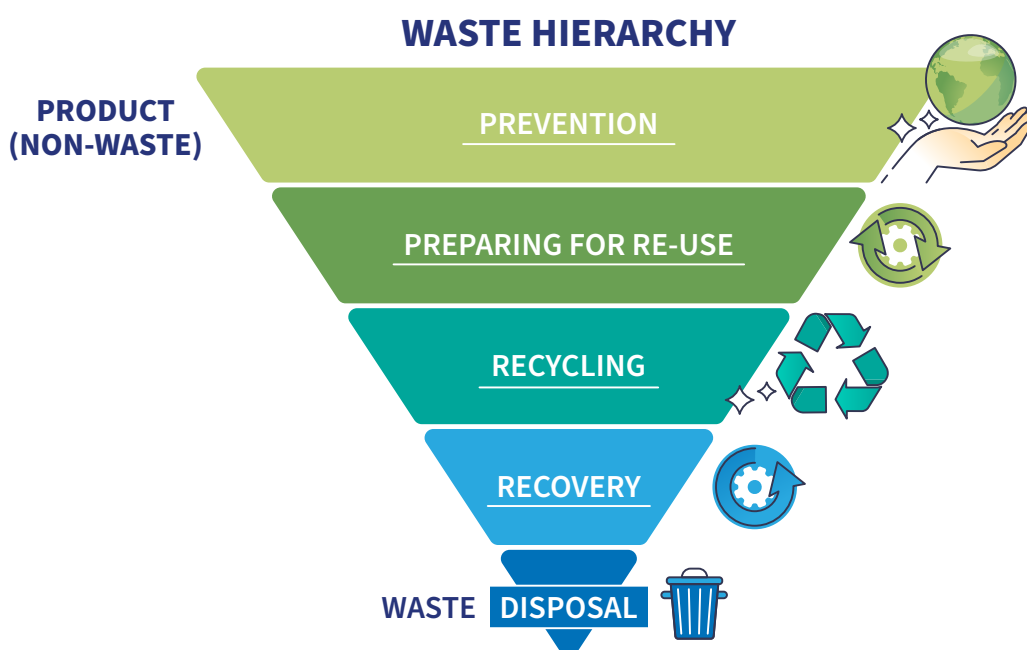 WASTE HIERARCHY
PRODUCT
(NON-WASTE)
PREVENTION
PREPARING FOR RE-USE
RECYCLING
RECOVERY
WASTE
DISPOSAL